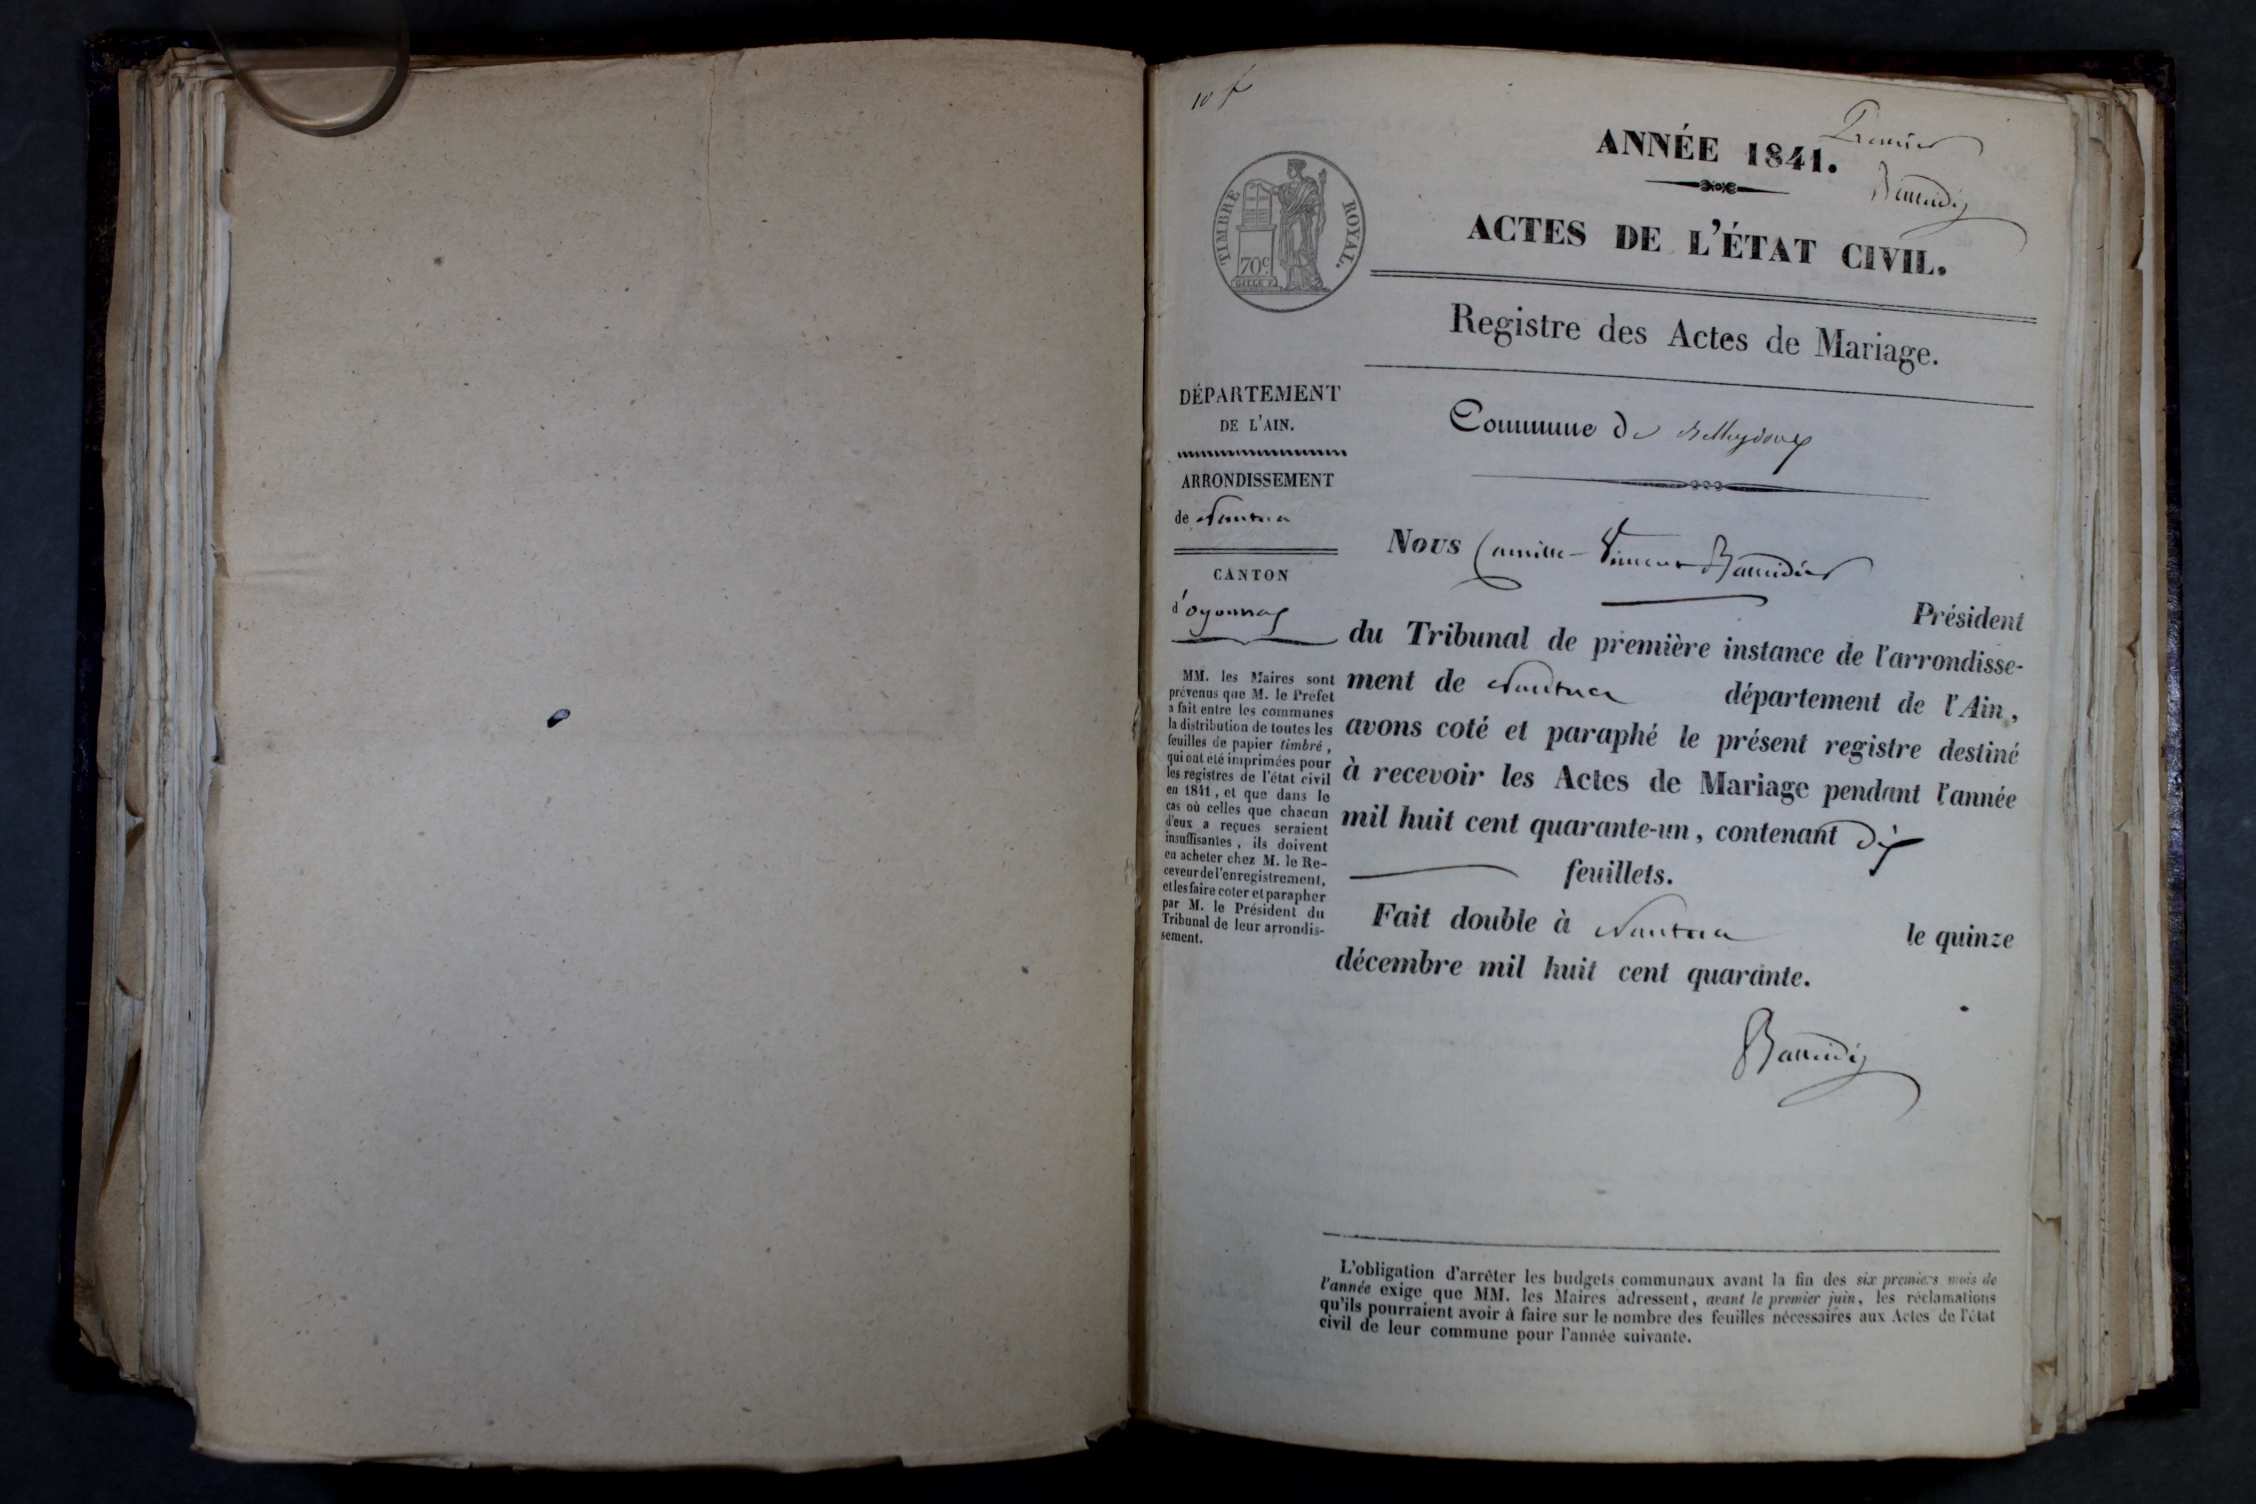 10 f
Premier
ANNÉE 1841.
TIMBRE ROYAL.
70c
ACTES DE L'ÉTAT CIVIL.
Registre des Actes de Mariage.
DÉPARTEMENT
DE L'AIN.
ARRONDISSEMENT
de Nantua
CANTON
d'oyonnax
MM. les Maires sont
prévenus que M. le Préfet
a fait entre les communes
la distribution de toutes les
feuilles de papier timbré,
qui ont été imprimées pour
les registres de l'état civil
en 1841, et que dans le
cas où celles que chacun
d'eux a reçues seraient
insuffisantes, ils doivent
en acheter chez M. le Re-
ceveur de l'enregistrement,
et les faire coter et parapher
par M. le Président du
Tribunal de leur arrondis-
sement.
Commune de Belleydoux
Nous Camille-Vincent
Président
du Tribunal de première instance de l'arrondisse-
ment de Nantua département de l'Ain,
avons coté et paraphé le présent registre destiné
à recevoir les Actes de Mariage pendant l'année
mil huit cent quarante-un, contenant dix
feuillets.
Fait double à Nantua le quinze
décembre mil huit cent quarante.
L'obligation d'arrêter les budgets communaux avant la fin des six premiers mois de
l'année exige que MM. les Maires adressent, avant le premier juin, les réclamations
qu'ils pourraient avoir à faire sur le nombre des feuilles nécessaires aux Actes de l'état
civil de leur commune pour l'année suivante.